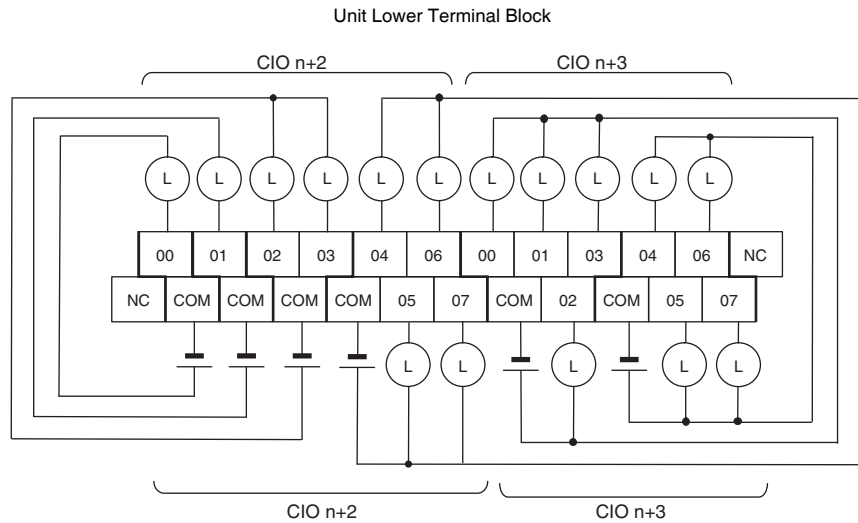 Unit Lower Terminal Block
CIO n+2 CIO n+3
L L L L L L L L L L L
00 01 02 03 04 06 00 01 03 04 06 NC
NC COM COM COM COM 05 07 COM 02 COM 05 07
L L L L L
CIO n+2 CIO n+3